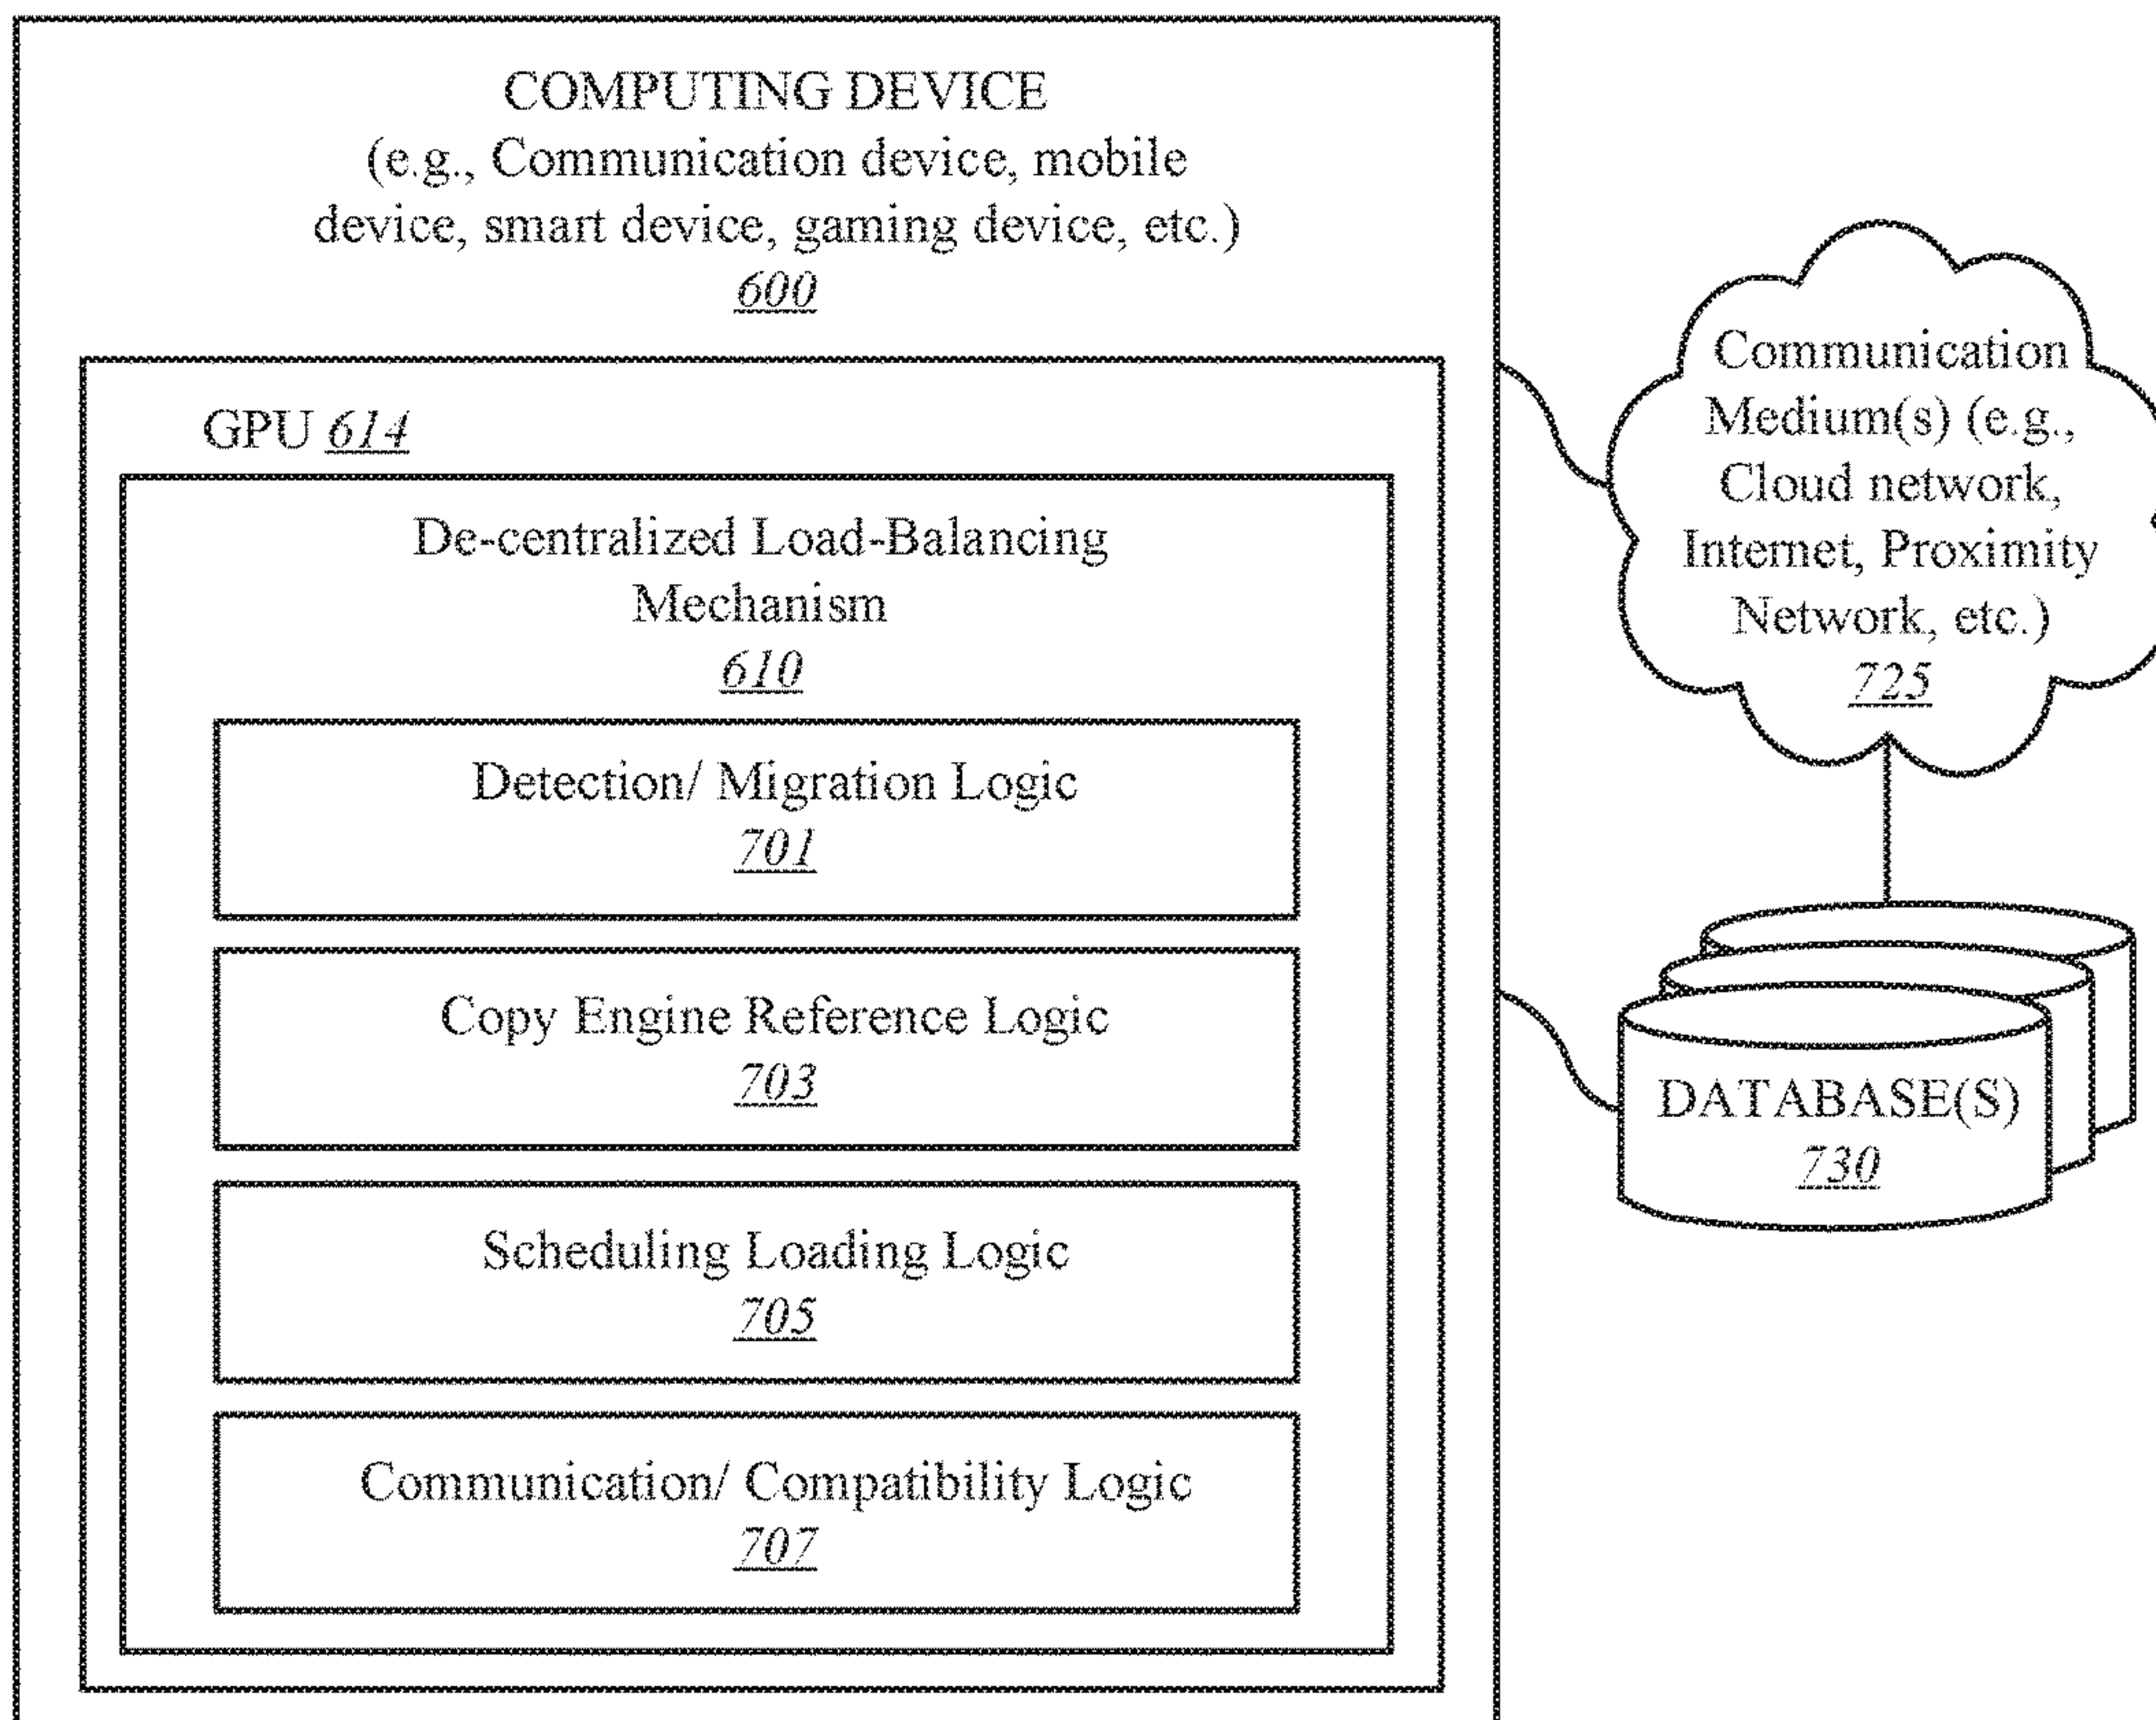 COMPUTING DEVICE
(e.g., Communication device, mobile
device, smart device, gaming device, etc.)
600
GPU 614
De-centralized Load-Balancing
Mechanism
610
Detection/ Migration Logic
701
Copy Engine Reference Logic
703
Scheduling Loading Logic
705
Communication/ Compatibility Logic
707
Communication
Medium(s) (e.g.,
Cloud network,
Internet, Proximity
Network, etc.)
725
DATABASE(S)
730